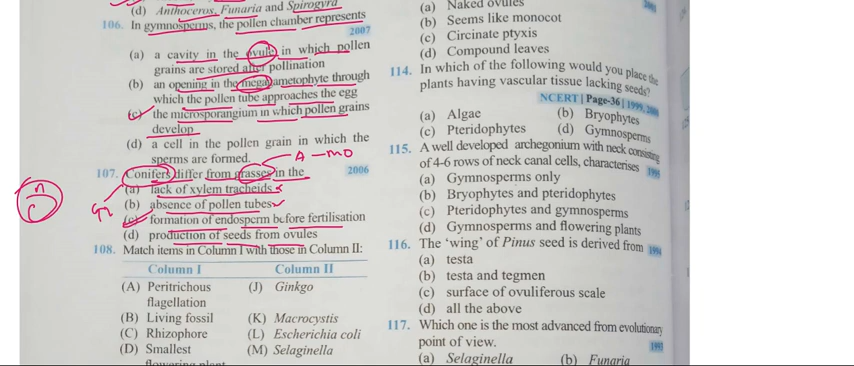 (d) Anthoceros, Funaria and Spirogyra
106. In gymnosperms, the pollen chamber represents
2007
(a) a cavity in the ovule in which pollen
grains are stored after pollination
(b) an opening in the megagametophyte through
which the pollen tube approaches the egg
(c) the microsporangium in which pollen grains
develop
(d) a cell in the pollen grain in which the
sperms are formed.
A - MD
107. Conifers differ from grasses in the 2006
(a) lack of xylem tracheids
(b) absence of pollen tubes
(c) formation of endosperm before fertilisation
(d) production of seeds from ovules
n
C
108. Match items in Column I with those in Column II:
Column I Column II
(A) Peritrichous (J) Ginkgo
flagellation
(B) Living fossil (K) Macrocystis
(C) Rhizophore (L) Escherichia coli
(D) Smallest (M) Selaginella
flowering plant
(a) Naked ovules
2001
(b) Seems like monocot
(c) Circinate ptyxis
(d) Compound leaves
114. In which of the following would you place the
plants having vascular tissue lacking seeds?
NCERT | Page-36 | 1999,
(a) Algae (b) Bryophytes
(c) Pteridophytes (d) Gymnosperms
115. A well developed archegonium with neck consisting
of 4-6 rows of neck canal cells, characterises 1995
(a) Gymnosperms only
(b) Bryophytes and pteridophytes
(c) Pteridophytes and gymnosperms
(d) Gymnosperms and flowering plants
116. The 'wing' of Pinus seed is derived from 1994
(a) testa
(b) testa and tegmen
(c) surface of ovuliferous scale
(d) all the above
117. Which one is the most advanced from evolutionary
point of view. 1993
(a) Selaginella (b) Funaria